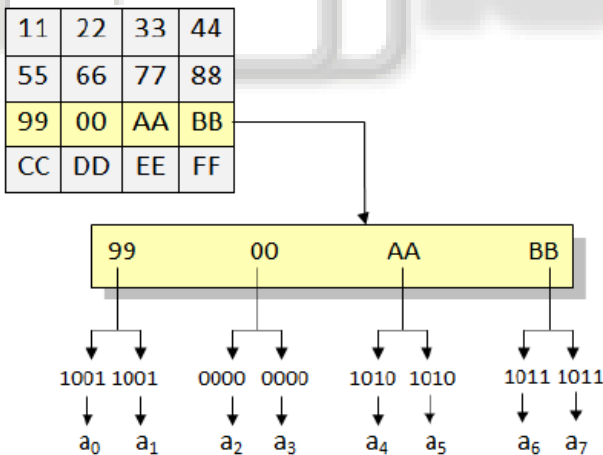 11 22 33 44
55 66 77 88
99 00 AA BB
CC DD EE FF
99 00 AA BB
1001 1001 0000 0000 1010 1010 1011 1011
a₀ a₁ a₂ a₃ a₄ a₅ a₆ a₇